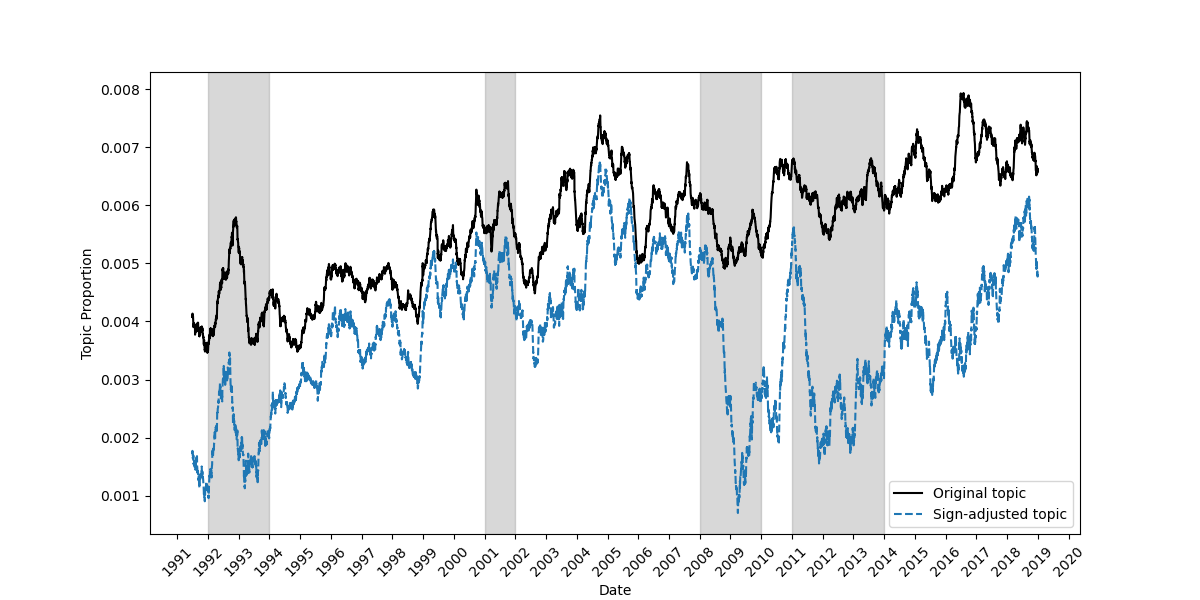 0.008
0.007
0.006
0.005
0.004
0.003
0.002
0.001
Topic Proportion
Original topic
Sign-adjusted topic
1991 1992 1993 1994 1995 1996 1997 1998 1999 2000 2001 2002 2003 2004 2005 2006 2007 2008 2009 2010 2011 2012 2013 2014 2015 2016 2017 2018 2019 2020
Date